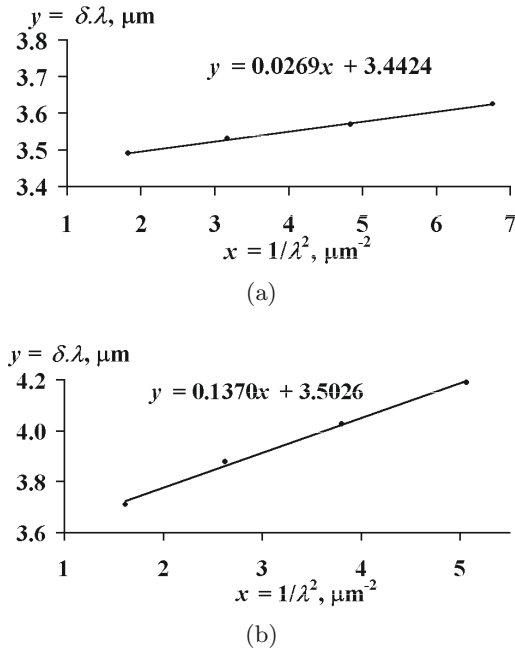 y = δ.λ, μm
3.8
3.7
3.6
3.5
3.4
y = 0.0269x + 3.4424
1 2 3 4 5 6 7
x = 1/λ², μm⁻²
(a)
y = δ.λ, μm
4.2
4.0
3.8
3.6
y = 0.1370x + 3.5026
1 2 3 4 5
x = 1/λ², μm⁻²
(b)